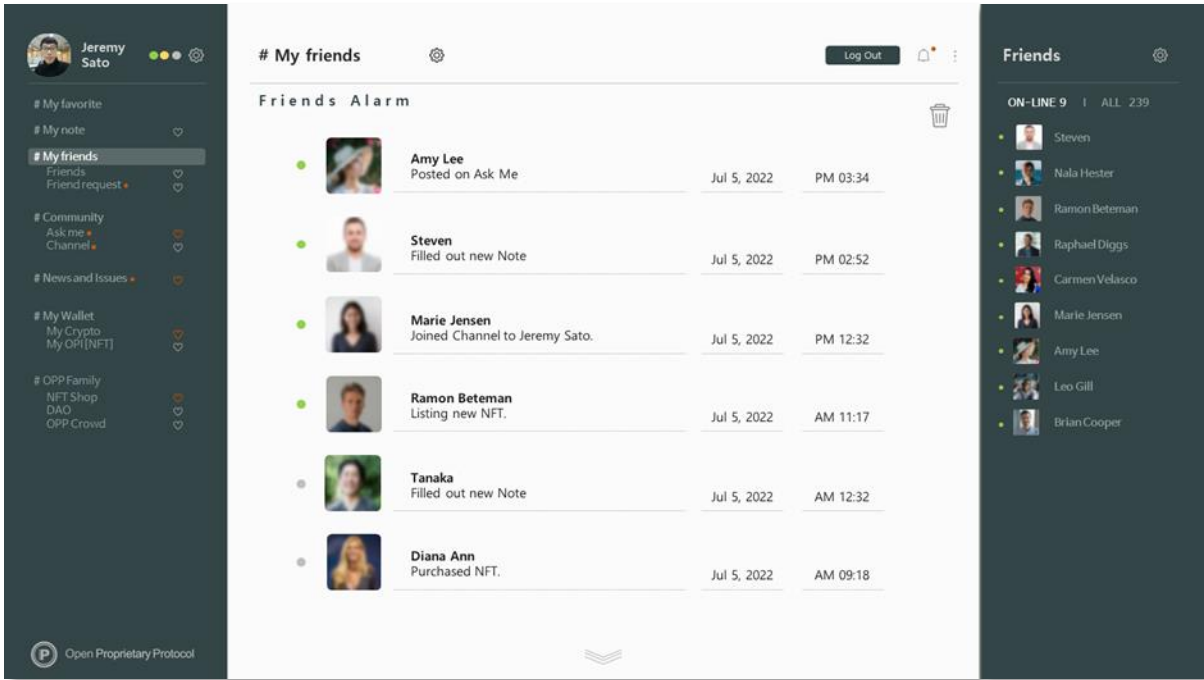 Jeremy
Sato
# My favorite
# My note
# My friends
Friends
Friend request
# Community
Ask me
Channel
# News and Issues
# My Wallet
My Crypto
My OPI [NFT]
# OPP Family
NFT Shop
DAO
OPP Crowd
P Open Proprietary Protocol
# My friends
Log Out
Friends Alarm
Amy Lee
Posted on Ask Me Jul 5, 2022 PM 03:34
Steven
Filled out new Note Jul 5, 2022 PM 02:52
Marie Jensen
Joined Channel to Jeremy Sato. Jul 5, 2022 PM 12:32
Ramon Beteman
Listing new NFT. Jul 5, 2022 AM 11:17
Tanaka
Filled out new Note Jul 5, 2022 AM 12:32
Diana Ann
Purchased NFT. Jul 5, 2022 AM 09:18
Friends
ON-LINE 9 | ALL 239
Steven
Nala Hester
Ramon Beteman
Raphael Diggs
Carmen Velasco
Marie Jensen
Amy Lee
Leo Gill
Brian Cooper